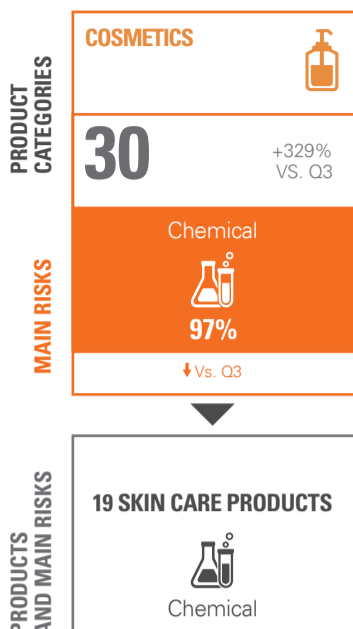 PRODUCT
CATEGORIES
COSMETICS
30
+329%
VS. Q3
MAIN RISKS
Chemical
97%
Vs. Q3
PRODUCTS
AND MAIN RISKS
19 SKIN CARE PRODUCTS
Chemical